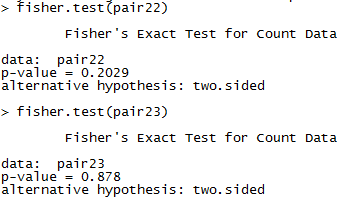 > fisher.test(pair22)
Fisher's Exact Test for Count Data
data:  pair22
p-value = 0.2029
alternative hypothesis: two.sided
> fisher.test(pair23)
Fisher's Exact Test for Count Data
data:  pair23
p-value = 0.878
alternative hypothesis: two.sided